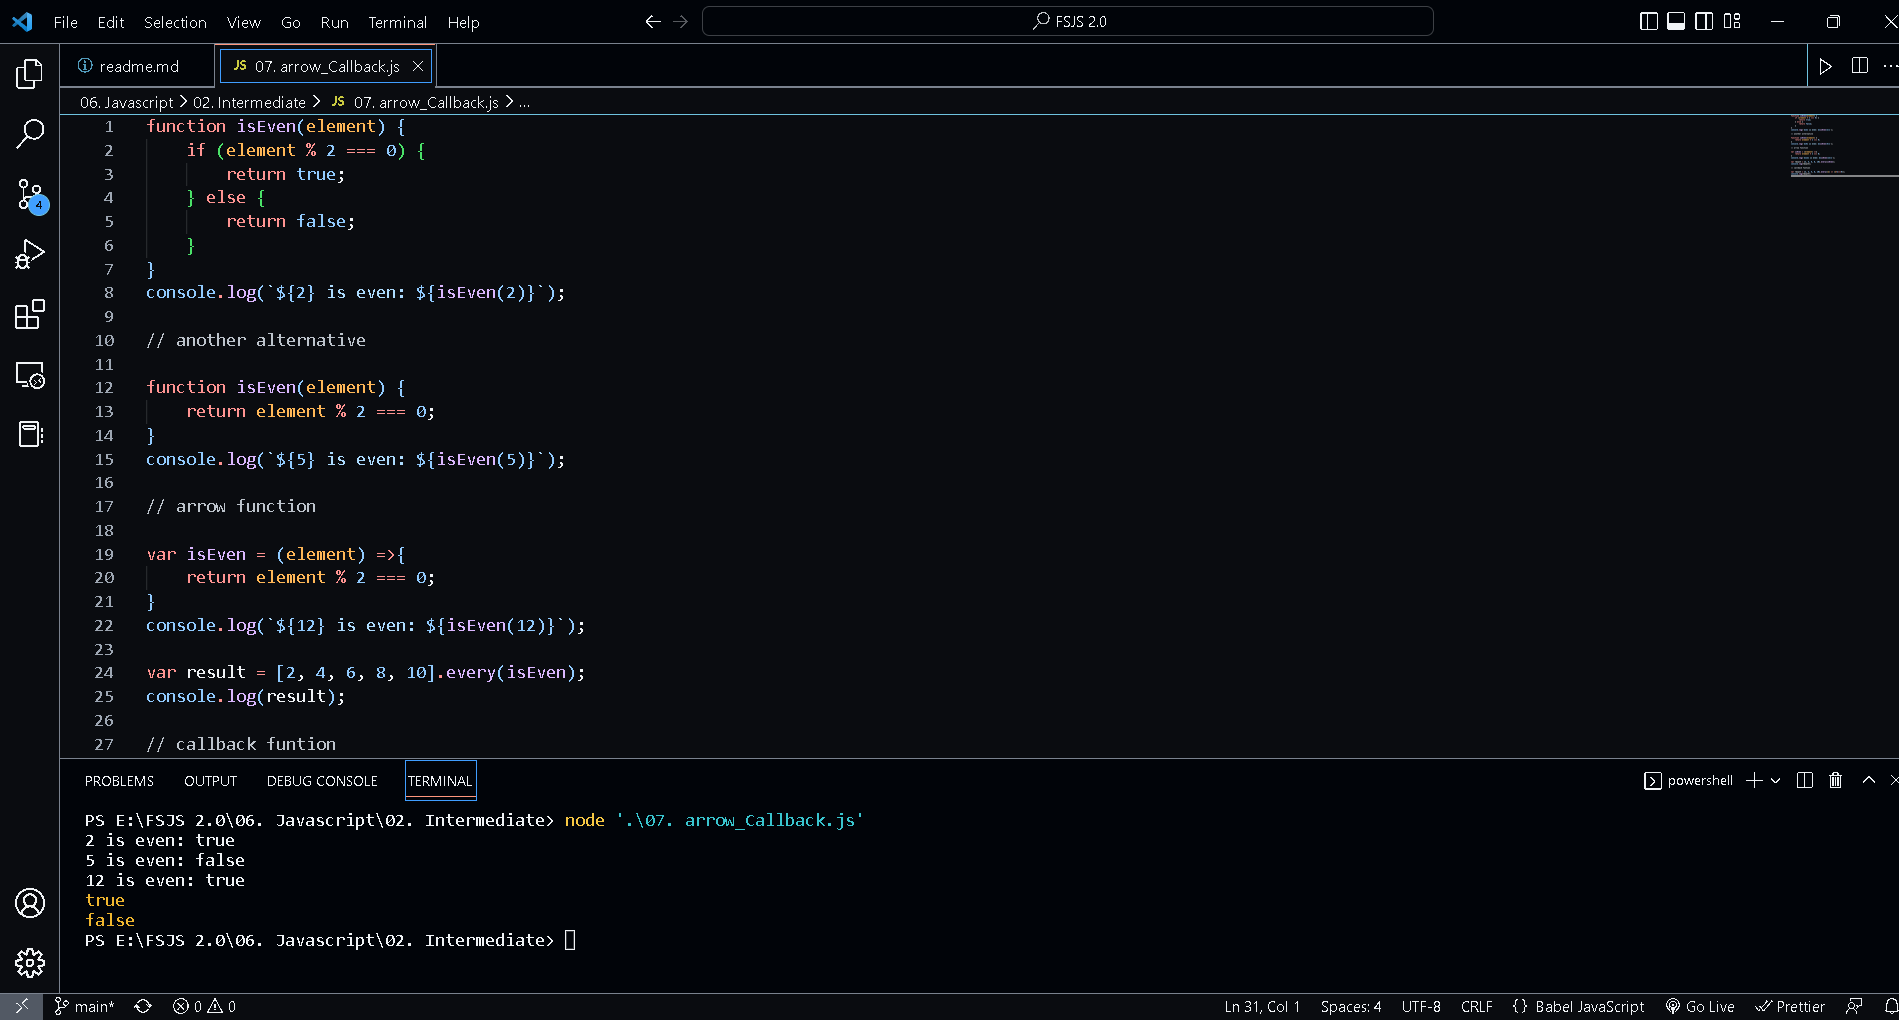 File Edit Selection View Go Run Terminal Help FSJS 2.0
readme.md JS 07. arrow_Callback.js
06. Javascript > 02. Intermediate > JS 07. arrow_Callback.js > ...
1 function isEven(element) {
2 if (element % 2 === 0) {
3 return true;
4 } else {
5 return false;
6 }
7 }
8 console.log(`${2} is even: ${isEven(2)}`);
9
10 // another alternative
11
12 function isEven(element) {
13 return element % 2 === 0;
14 }
15 console.log(`${5} is even: ${isEven(5)}`);
16
17 // arrow function
18
19 var isEven = (element) =>{
20 return element % 2 === 0;
21 }
22 console.log(`${12} is even: ${isEven(12)}`);
23
24 var result = [2, 4, 6, 8, 10].every(isEven);
25 console.log(result);
26
27 // callback funtion
4
PROBLEMS OUTPUT DEBUG CONSOLE TERMINAL powershell
PS E:\FSJS 2.0\06. Javascript\02. Intermediate> node '.\07. arrow_Callback.js'
2 is even: true
5 is even: false
12 is even: true
true
false
PS E:\FSJS 2.0\06. Javascript\02. Intermediate>
main* 0 0 Ln 31, Col 1 Spaces: 4 UTF-8 CRLF {} Babel JavaScript Go Live Prettier